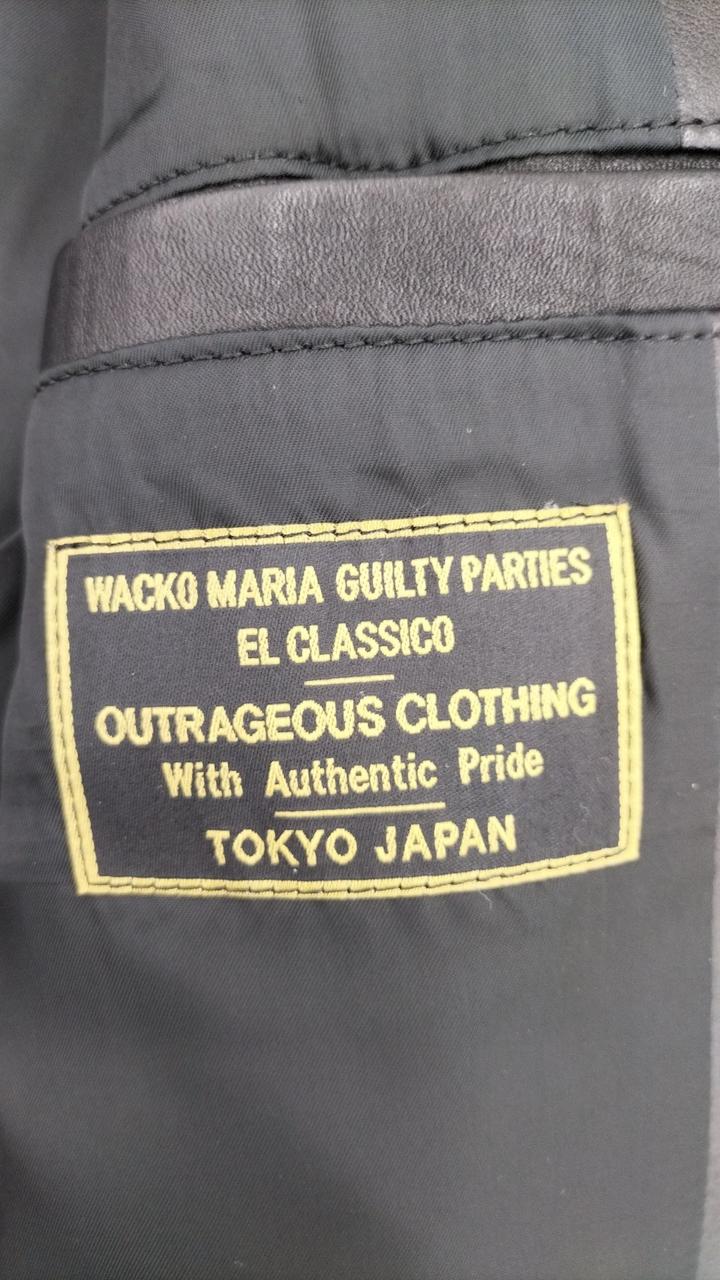 WACKO MARIA GUILTY PARTIES
EL CLASSICO
OUTRAGEOUS CLOTHING
With Authentic Pride
TOKYO JAPAN